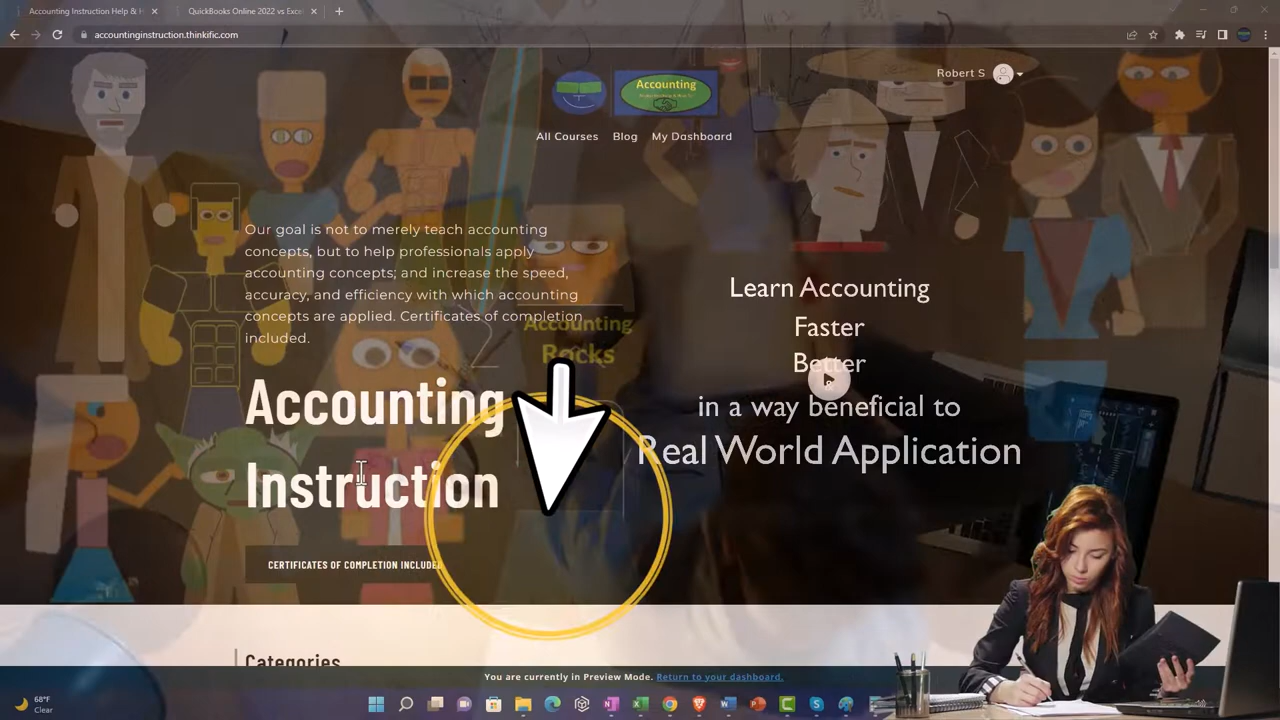 Accounting Instruction Help & H
QuickBooks Online 2022 vs Exce
accountinginstruction.thinkific.com
Robert S
Accounting
All Courses Blog My Dashboard
Our goal is not to merely teach accounting
concepts, but to help professionals apply
accounting concepts; and increase the speed,
accuracy, and efficiency with which accounting
concepts are applied. Certificates of completion
included.
Accounting
Rocks
Accounting
Instruction
CERTIFICATES OF COMPLETION INCLUDED
Learn Accounting
Faster
Better
&
in a way beneficial to
Real World Application
Categories
You are currently in Preview Mode. Return to your dashboard.
68°F
Clear